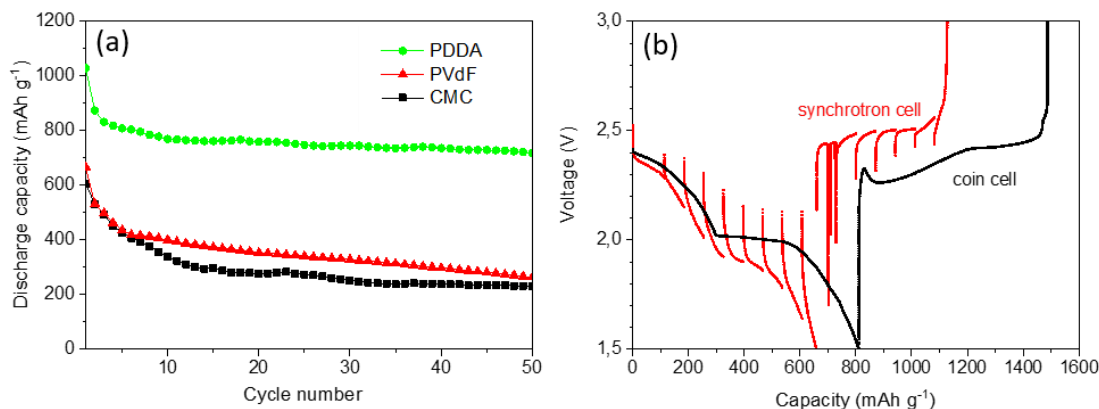 (a)
PDDA
PVdF
CMC
1200
1000
800
600
400
200
0
0
10
20
30
40
50
Cycle number
Discharge capacity (mAh g⁻¹)
(b)
synchrotron cell
coin cell
3,0
2,5
2,0
1,5
0
200
400
600
800
1000
1200
1400
1600
Capacity (mAh g⁻¹)
Voltage (V)